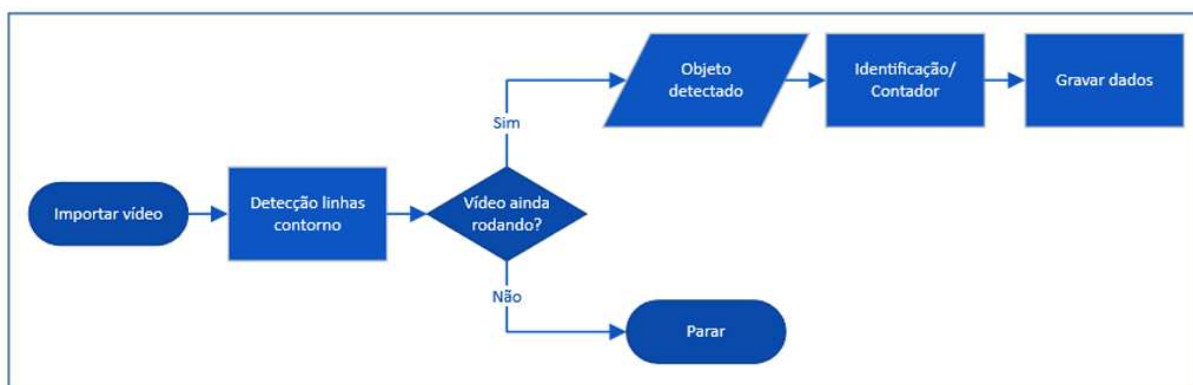 Objeto
detectado
Identificação/
Contador
Gravar dados
Sim
Importar vídeo
Detecção linhas
contorno
Vídeo ainda
rodando?
Não
Parar